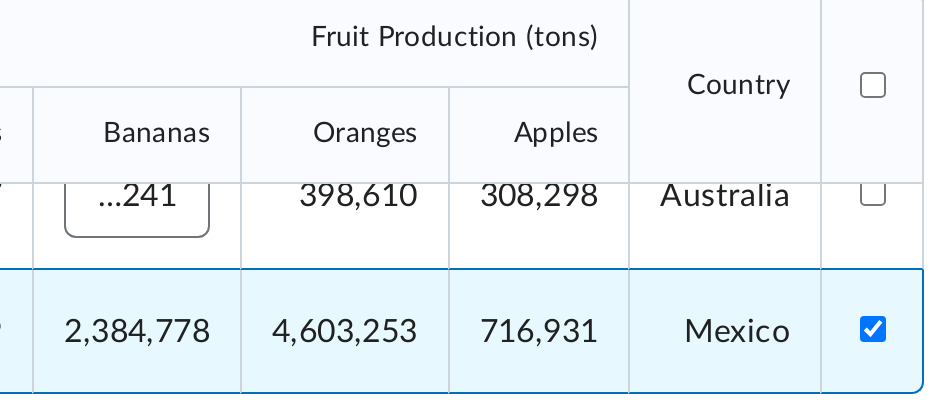 Fruit Production (tons)
Country
Bananas
Oranges
Apples
...241
398,610
308,298
Australia
2,384,778
4,603,253
716,931
Mexico